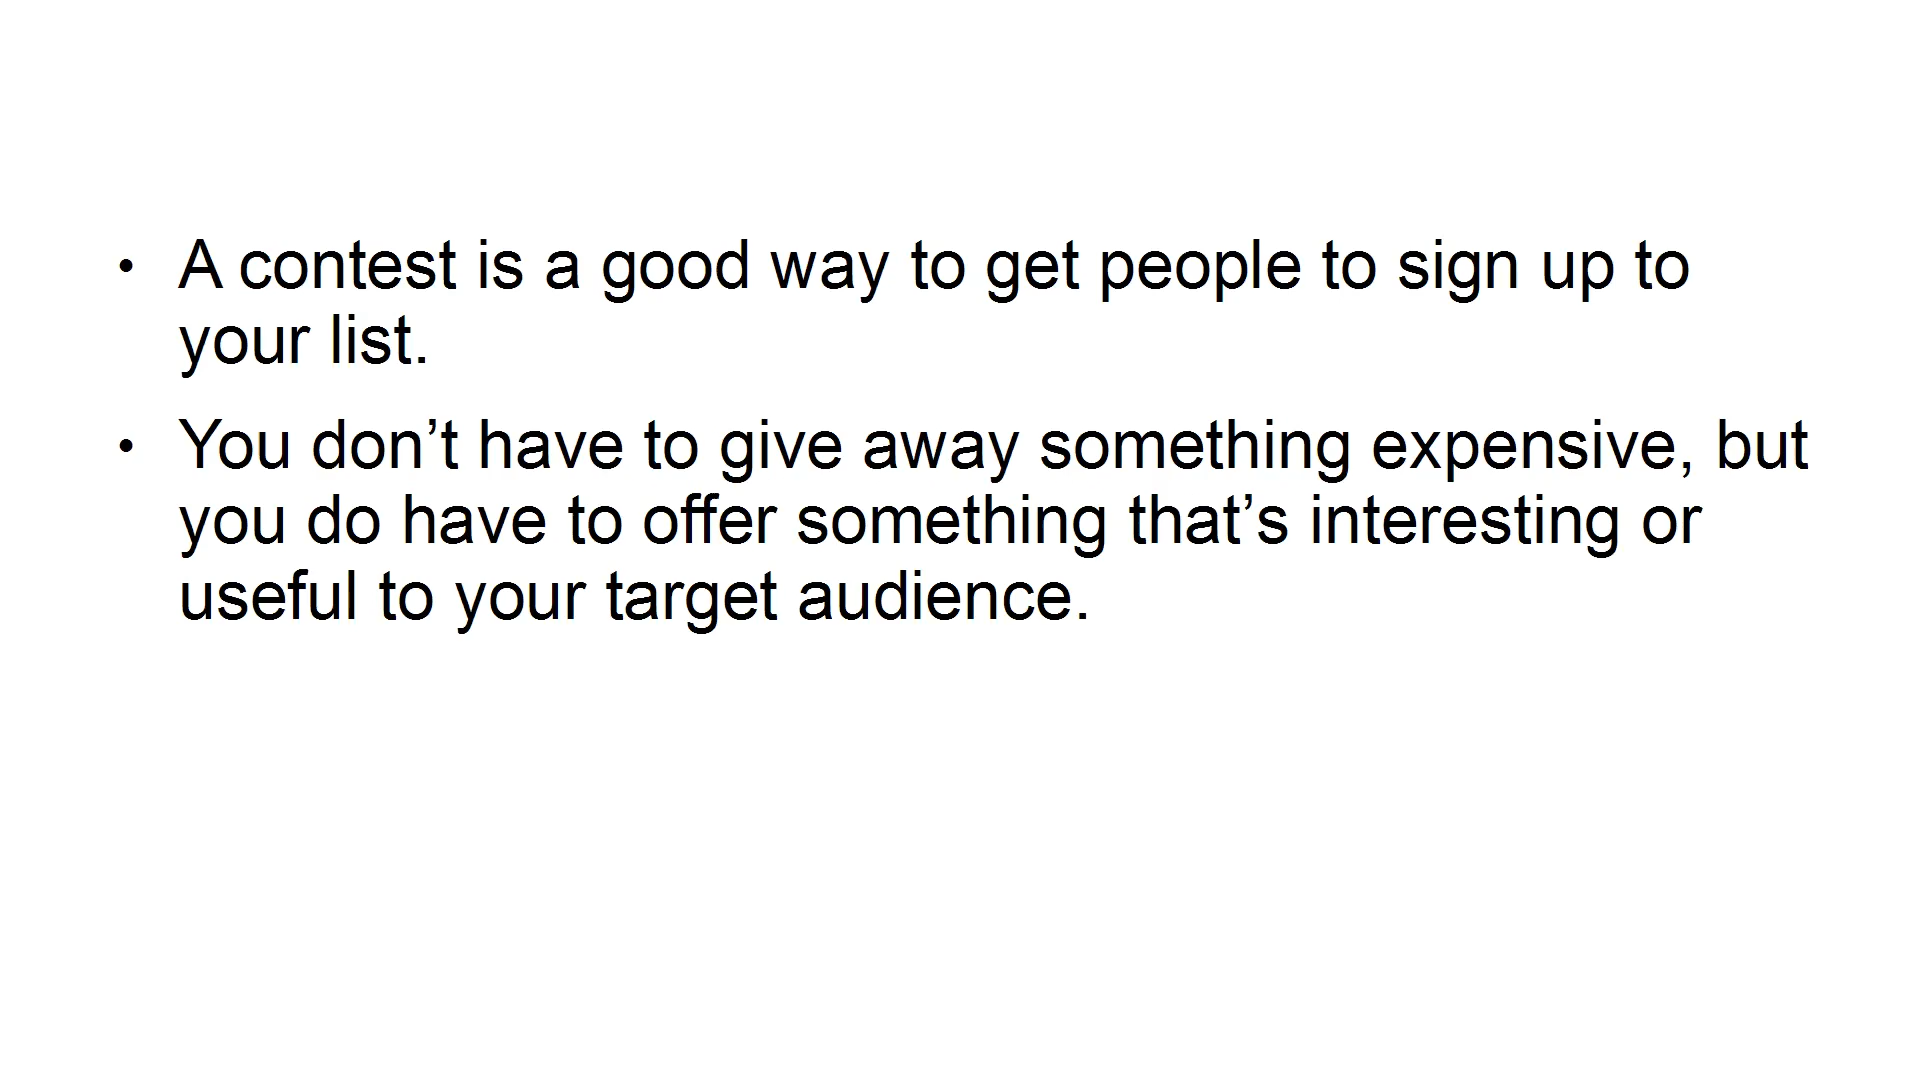 • A contest is a good way to get people to sign up to
your list.
• You don’t have to give away something expensive, but
you do have to offer something that’s interesting or
useful to your target audience.